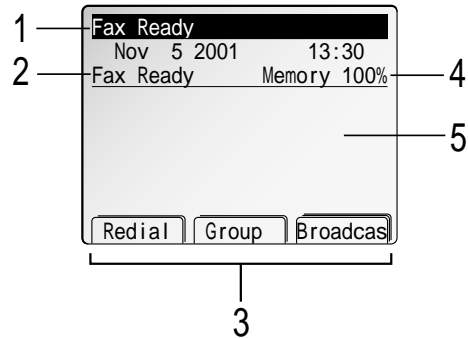 1 Fax Ready
Nov 5 2001 13:30
2 Fax Ready Memory 100% 4
5
Redial Group Broadcas
3